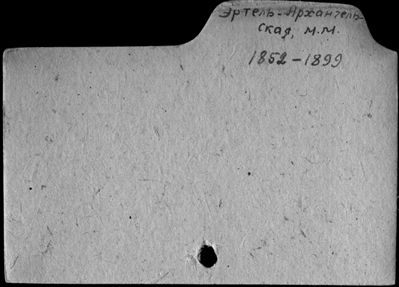 Эртель-Архангель-
ская, М.М.
1852-1899